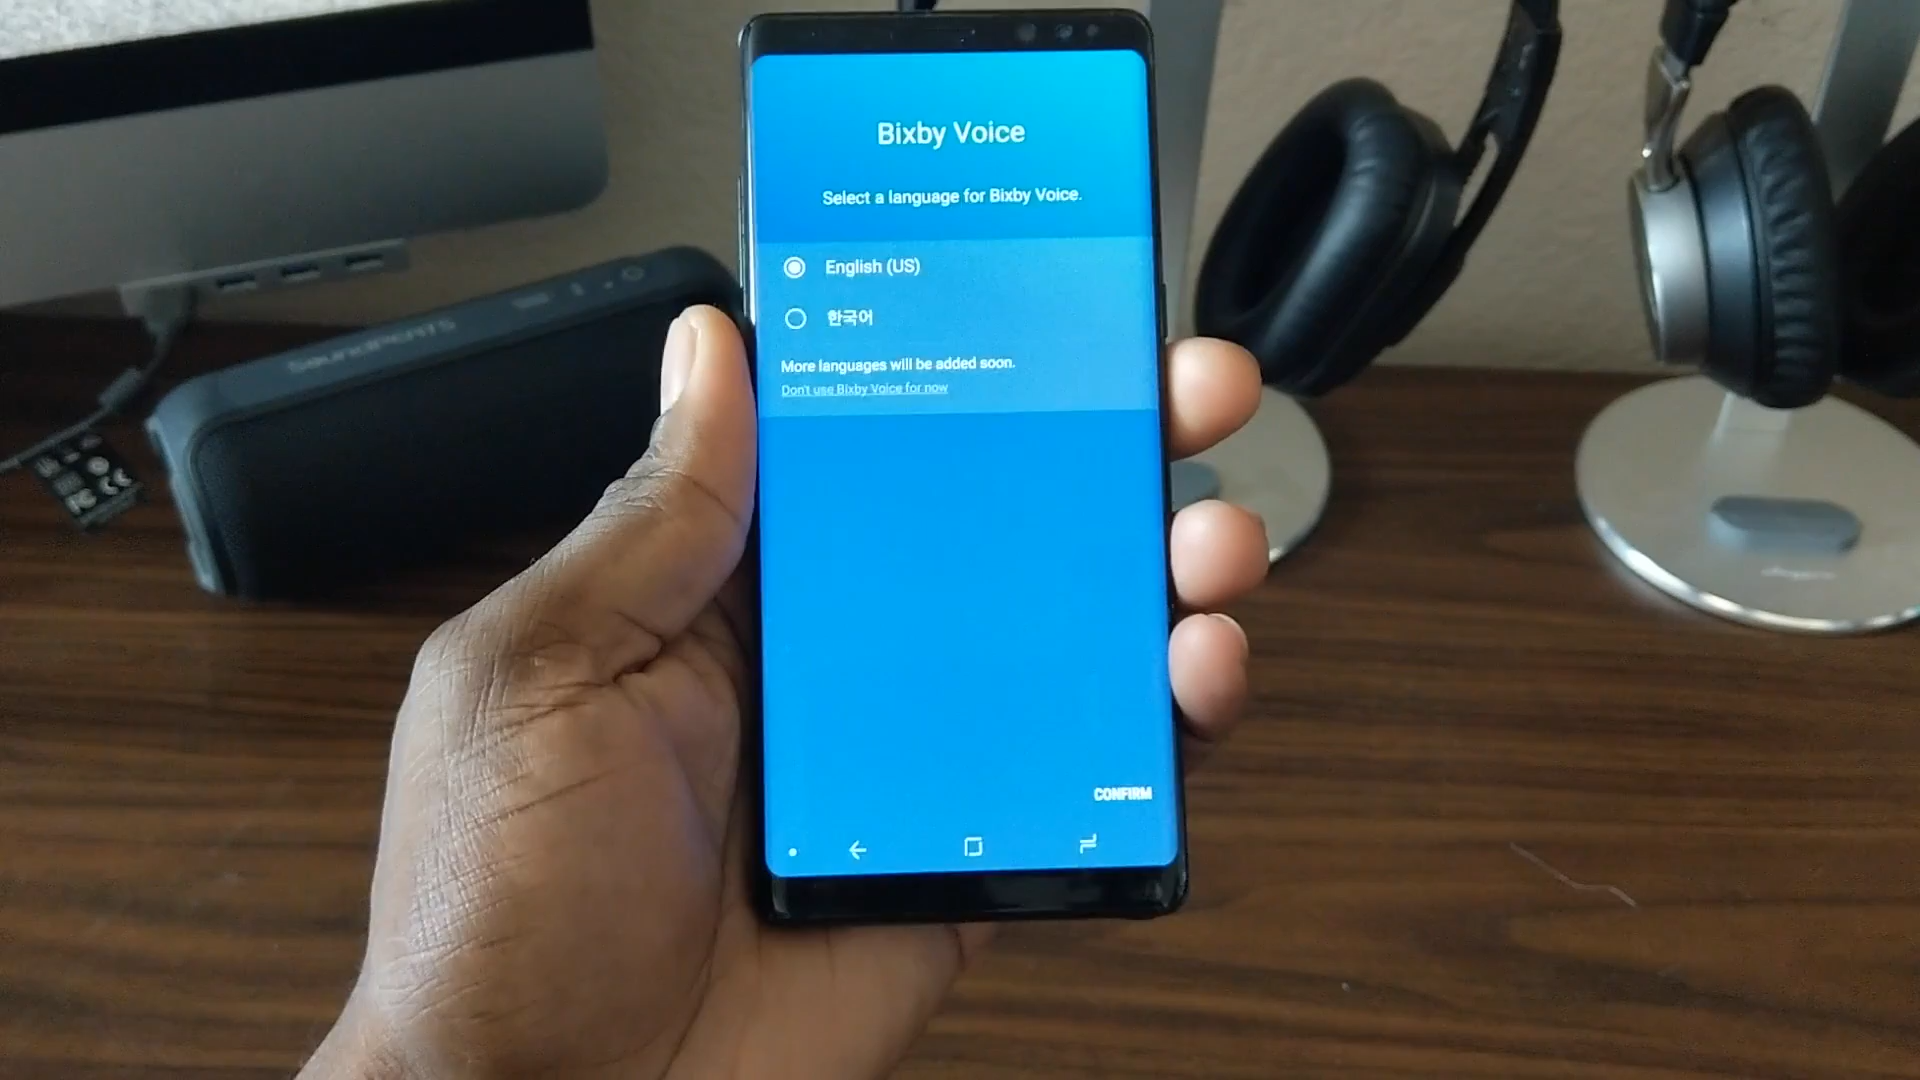 Bixby Voice
Select a language for Bixby Voice.
English (US)
한국어
More languages will be added soon.
Don't use Bixby Voice for now
CONFIRM